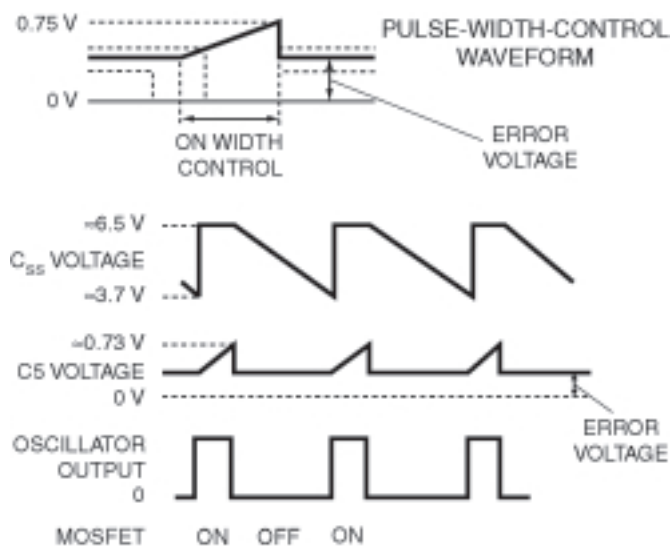 0.75 V
PULSE-WIDTH-CONTROL
WAVEFORM
0 V
ON WIDTH
CONTROL
ERROR
VOLTAGE
≈6.5 V
CSS VOLTAGE
≈3.7 V
≈0.73 V
C5 VOLTAGE
0 V
ERROR
VOLTAGE
OSCILLATOR
OUTPUT
0
MOSFET ON OFF ON